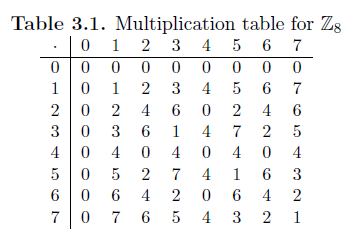 Table 3.1. Multiplication table for ℤ₈
· 0 1 2 3 4 5 6 7
0 0 0 0 0 0 0 0 0
1 0 1 2 3 4 5 6 7
2 0 2 4 6 0 2 4 6
3 0 3 6 1 4 7 2 5
4 0 4 0 4 0 4 0 4
5 0 5 2 7 4 1 6 3
6 0 6 4 2 0 6 4 2
7 0 7 6 5 4 3 2 1